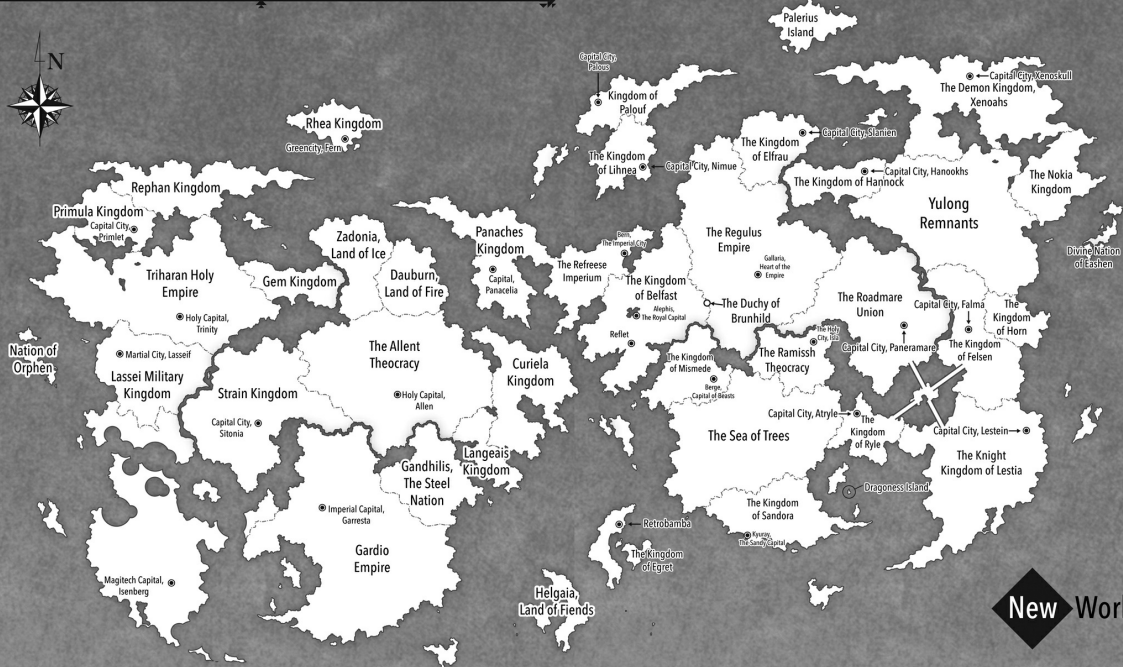 N
Palerius
Island
Capital City,
Palous
Kingdom of
Palouf
Capital City, Xenoskull
The Demon Kingdom,
Xenoahs
Rhea Kingdom
Greencity, Fern
The Kingdom
of Elfrau
Capital City, Slanien
The Kingdom
of Lihnea
Capital City, Nimue
Capital City, Hanookhs
The Kingdom of Hannock
The Nokia
Kingdom
Rephan Kingdom
Primula Kingdom
Capital City,
Primlet
Yulong
Remnants
Zadonia,
Land of Ice
Panaches
Kingdom
Capital,
Panacelia
Bern,
The Imperial City
The Regulus
Empire
Gallaria,
Heart of the
Empire
Divine Nation
of Eashen
Triharan Holy
Empire
Holy Capital,
Trinity
Gem Kingdom
Dauburn,
Land of Fire
The Refreese
Imperium
The Kingdom
of Belfast
Alephis,
The Royal Capital
The Duchy of
Brunhild
The Roadmare
Union
Capital City, Paneramare
Capital City, Falma
The Kingdom
of Felsen
The
Kingdom
of Horn
Nation of
Orphen
Martial City, Lasseif
Lassei Military
Kingdom
The Allent
Theocracy
Holy Capital,
Allen
Curiela
Kingdom
Reflet
The Kingdom
of Mismede
Berge,
Capital of Beasts
The Ramissh
Theocracy
The Holy
City, Isla
Strain Kingdom
Capital City,
Sitonia
The Sea of Trees
Capital City, Atryle
The
Kingdom
of Ryle
Capital City, Lestein
The Knight
Kingdom of Lestia
Langeais
Kingdom
Gandhilis,
The Steel
Nation
Dragoness Island
Imperial Capital,
Garresta
Gardio
Empire
The Kingdom
of Sandora
Kyuray,
The Sandy Capital
Retrobamba
The Kingdom
of Egret
Magitech Capital,
Isenberg
Helgaia,
Land of Fiends
New Wor